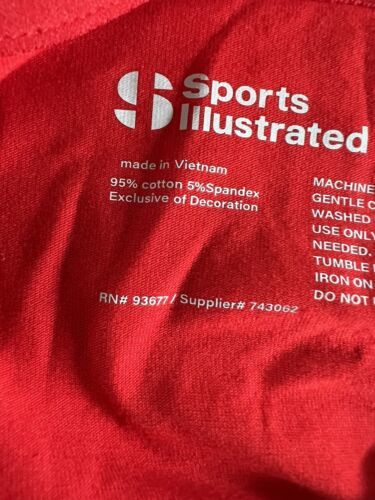 S Sports
Illustrated
made in Vietnam
95% cotton 5%Spandex
Exclusive of Decoration
RN# 93677 / Supplier# 743062
MACHINE
GENTLE C
WASHED
USE ONLY
NEEDED.
TUMBLE
IRON ON
DO NOT